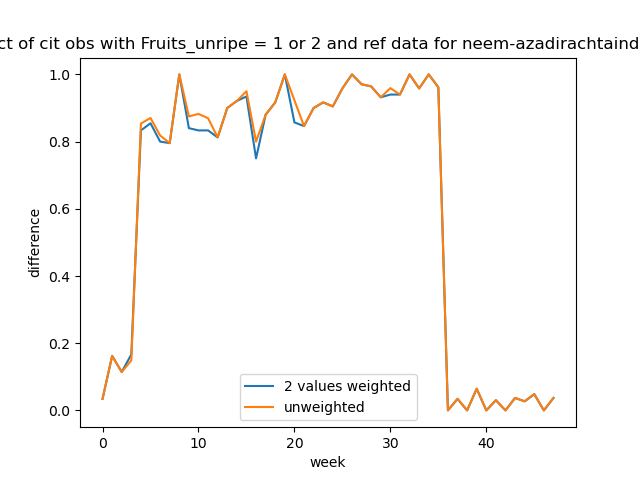 ct of cit obs with Fruits_unripe = 1 or 2 and ref data for neem-azadirachtaind
1.0
0.8
0.6
0.4
0.2
0.0
difference
2 values weighted
unweighted
0 10 20 30 40
week